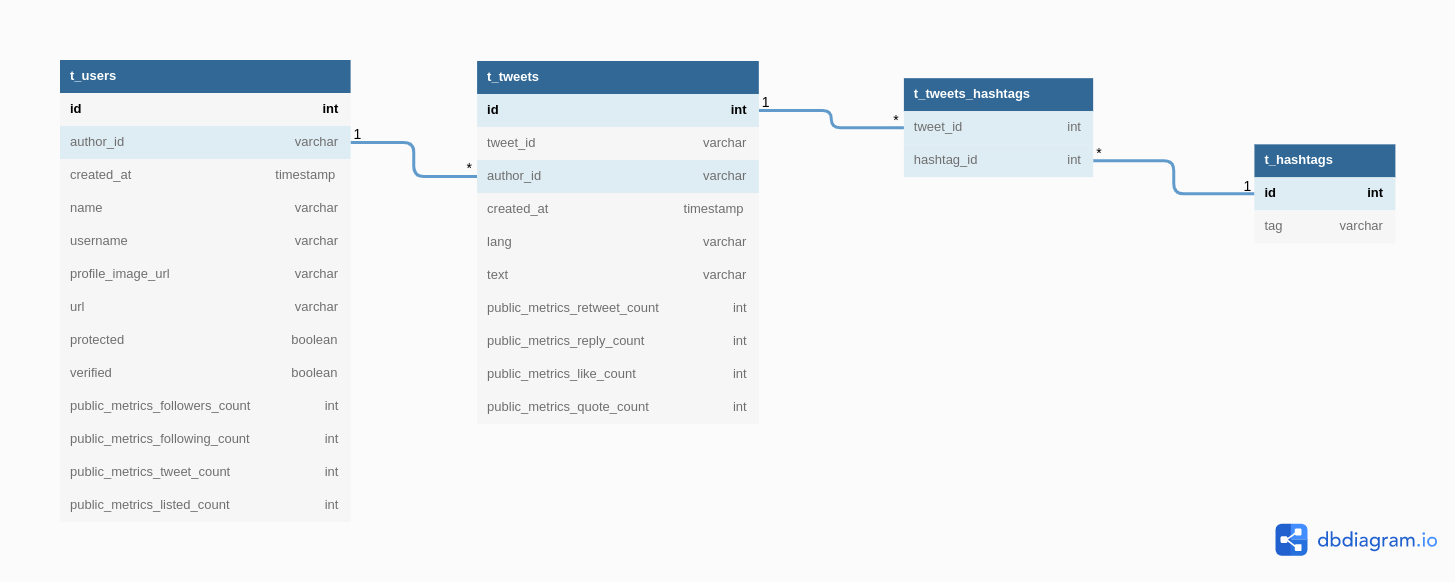 t_users
id int
author_id varchar
created_at timestamp
name varchar
username varchar
profile_image_url varchar
url varchar
protected boolean
verified boolean
public_metrics_followers_count int
public_metrics_following_count int
public_metrics_tweet_count int
public_metrics_listed_count int
1
*
t_tweets
id int
tweet_id varchar
author_id varchar
created_at timestamp
lang varchar
text varchar
public_metrics_retweet_count int
public_metrics_reply_count int
public_metrics_like_count int
public_metrics_quote_count int
1
*
t_tweets_hashtags
tweet_id int
hashtag_id int
*
1
t_hashtags
id int
tag varchar
dbdiagram.io